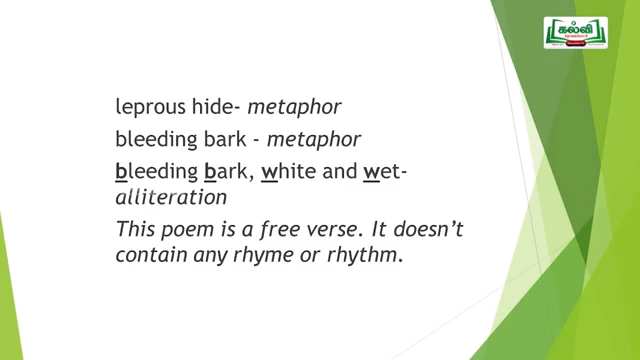 கல்வி
leprous hide- metaphor
bleeding bark - metaphor
bleeding bark, white and wet-
alliteration
This poem is a free verse. It doesn’t
contain any rhyme or rhythm.